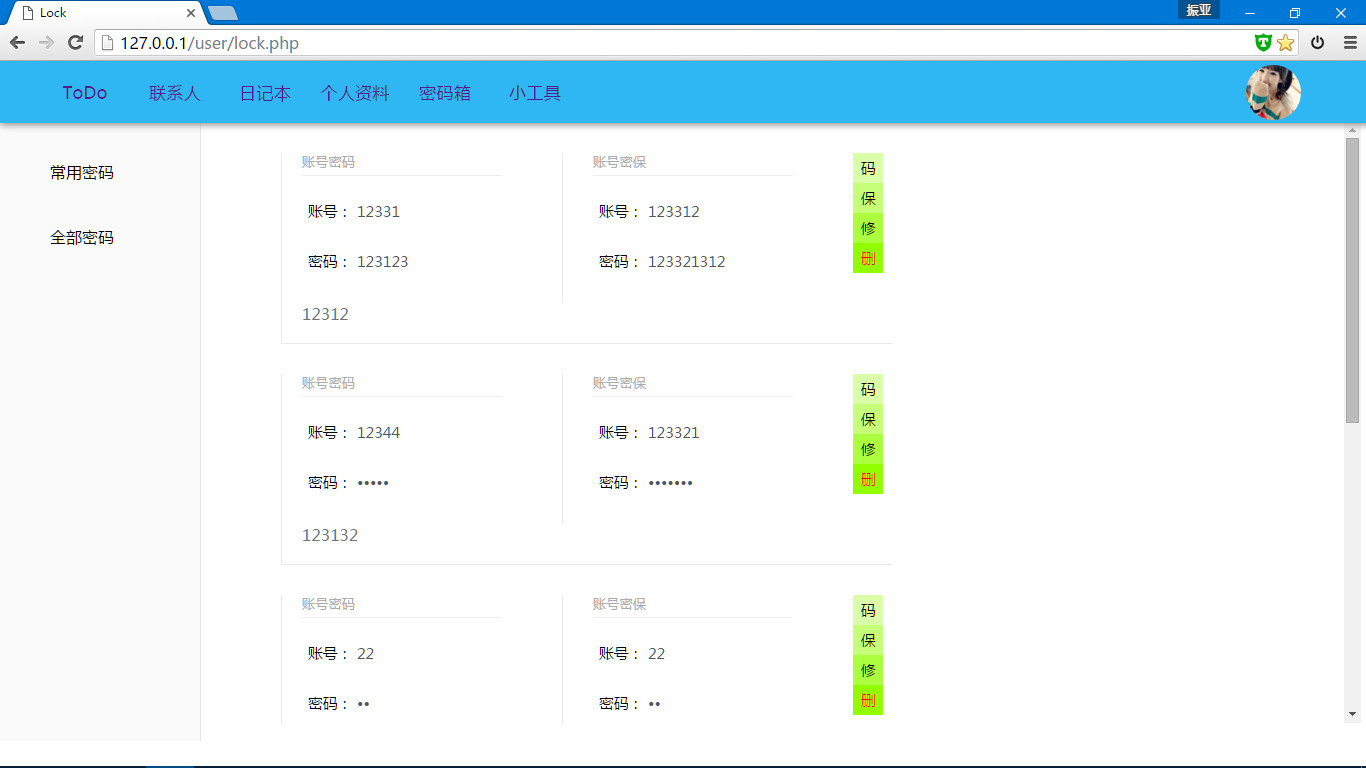 Lock
振亚
127.0.0.1/user/lock.php
ToDo 联系人 日记本 个人资料 密码箱 小工具
常用密码
全部密码
账号密码 账号密保 码
保
账号： 12331 账号： 123312
修
密码： 123123 密码： 123321312 删
12312
账号密码 账号密保 码
保
账号： 12344 账号： 123321
修
密码： ••••• 密码： ••••••• 删
123132
账号密码 账号密保 码
保
账号： 22 账号： 22
修
密码： •• 密码： •• 删